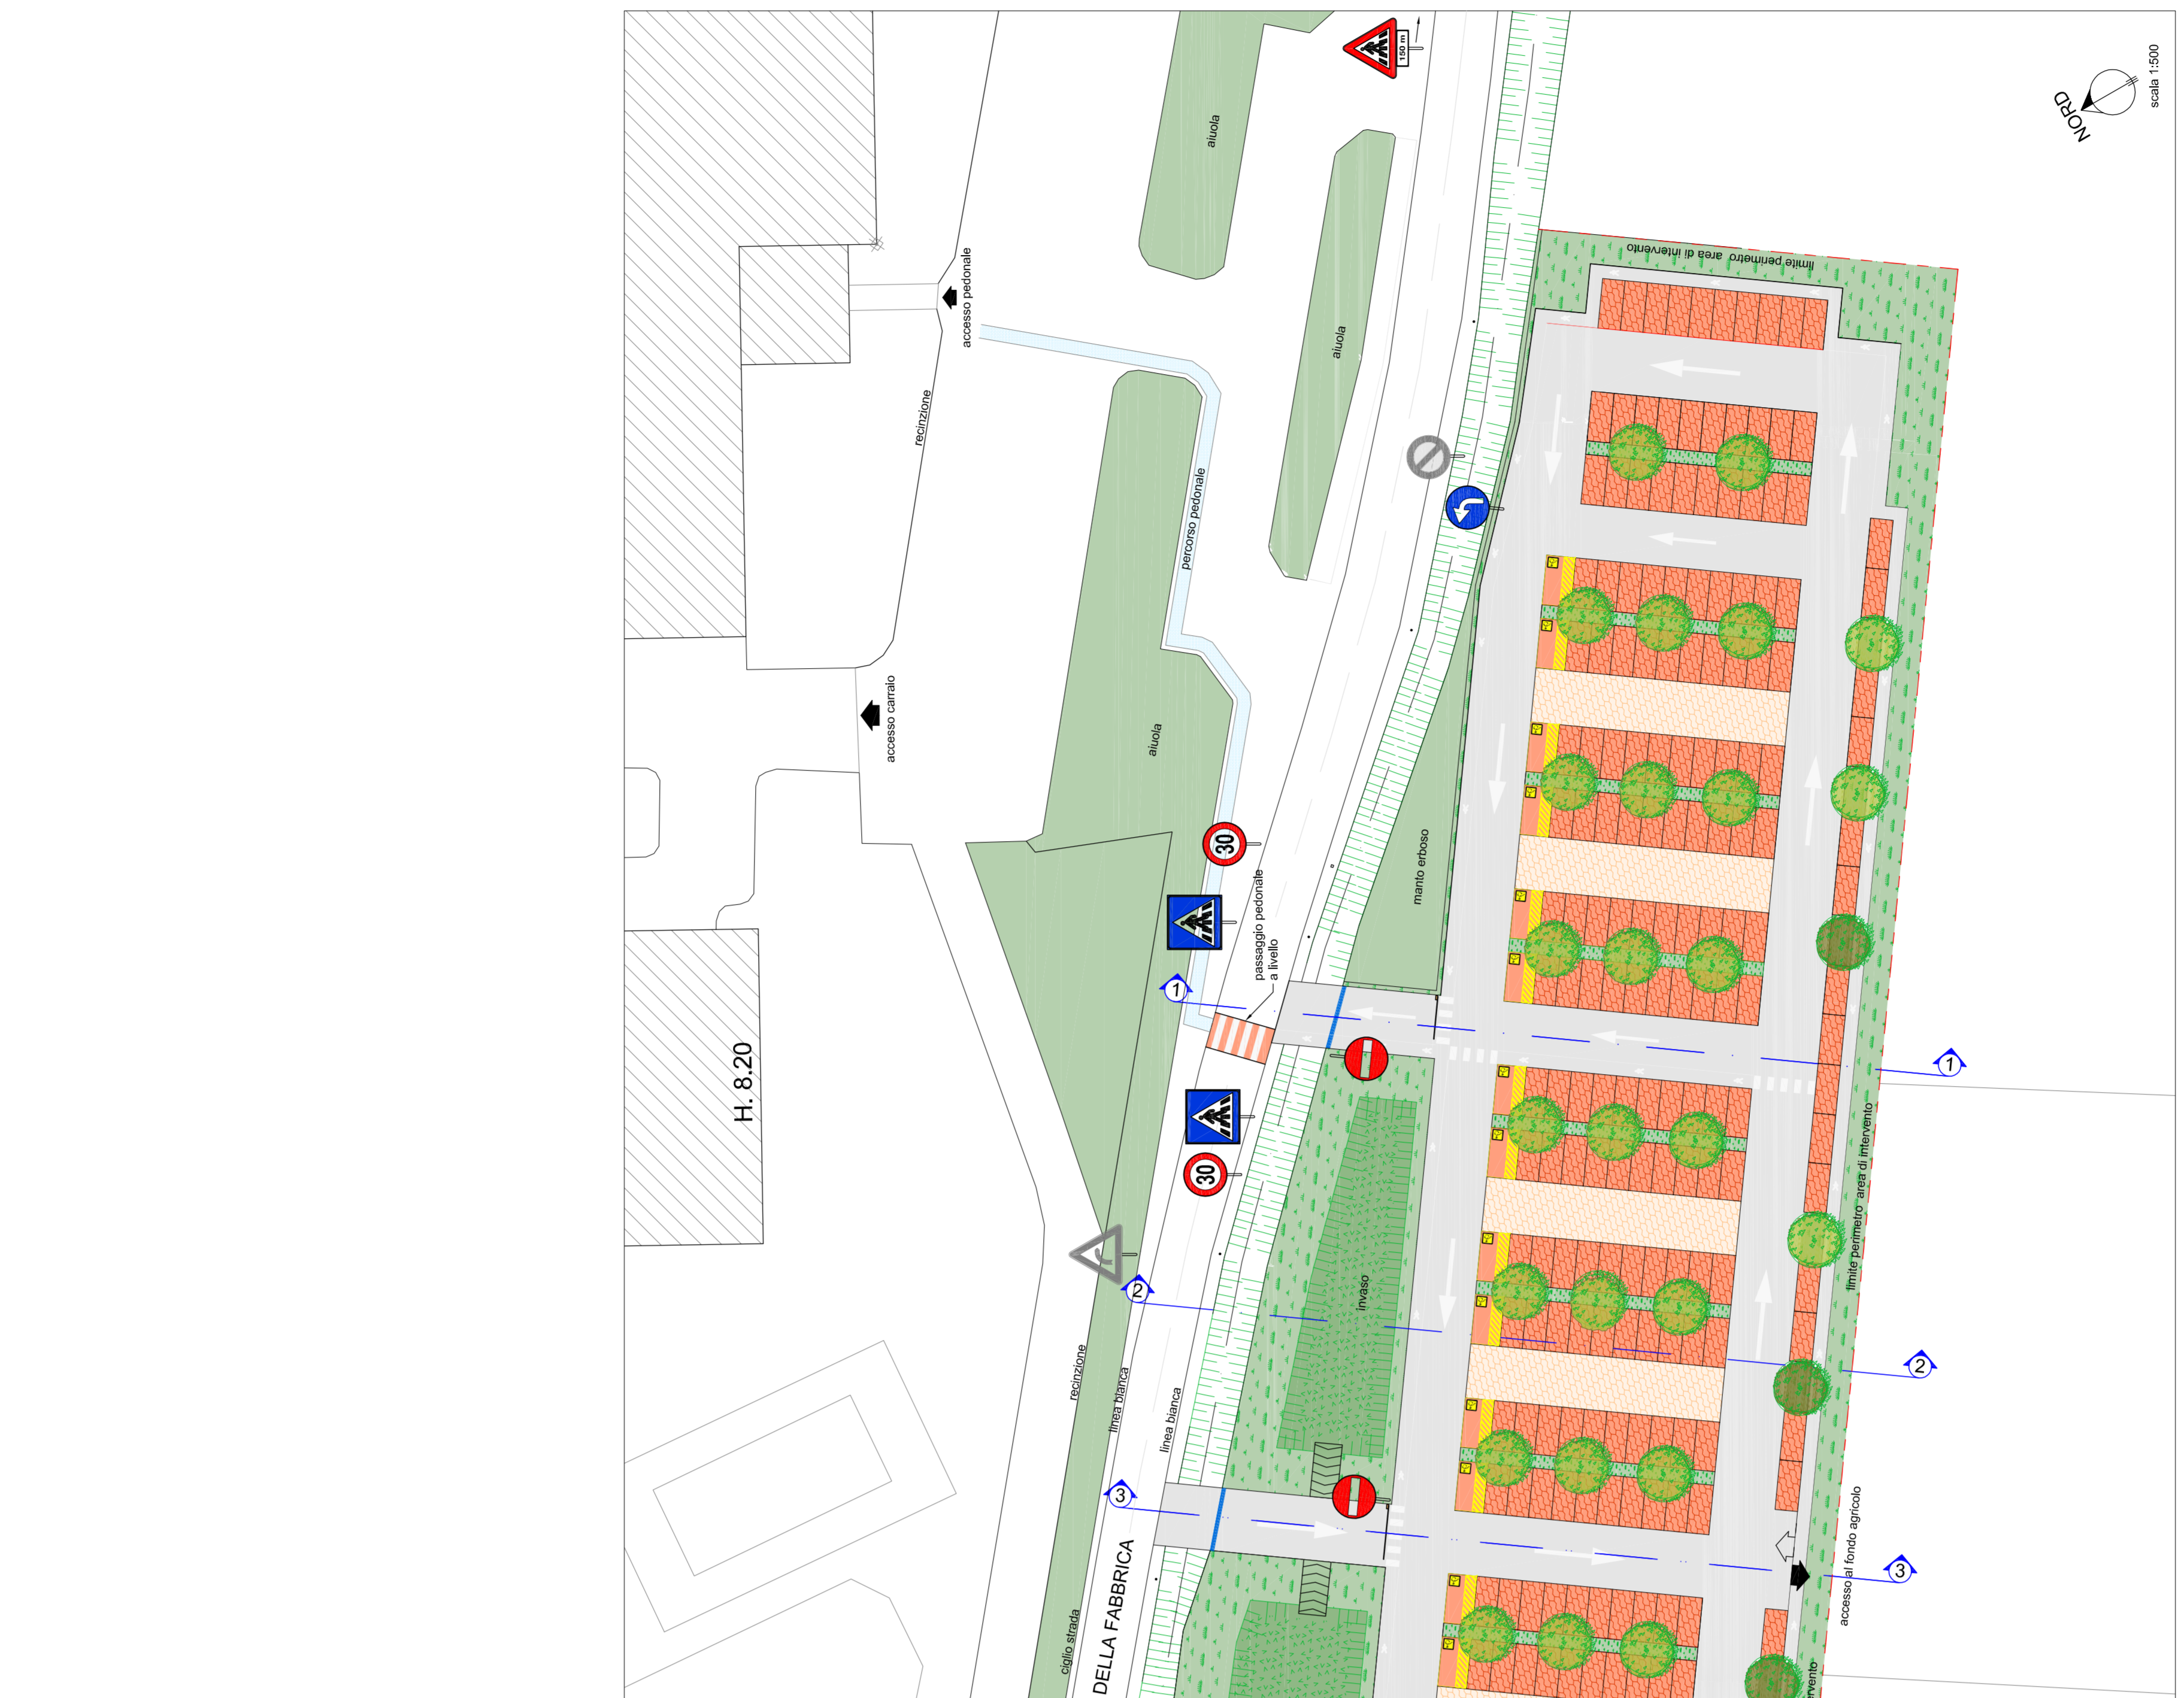 150 m
NORD
scala 1:500
aiuola
limite perimetro area di intervento
accesso pedonale
aiuola
recinzione
percorso pedonale
accesso carraio
aiuola
30
manto erboso
passaggio pedonale
a livello
1
1
H. 8.20
30
limite perimetro area di intervento
invaso
2
2
recinzione
linea bianca
linea bianca
3
3
accesso al fondo agricolo
DELLA FABBRICA
ciglio strada
ervento